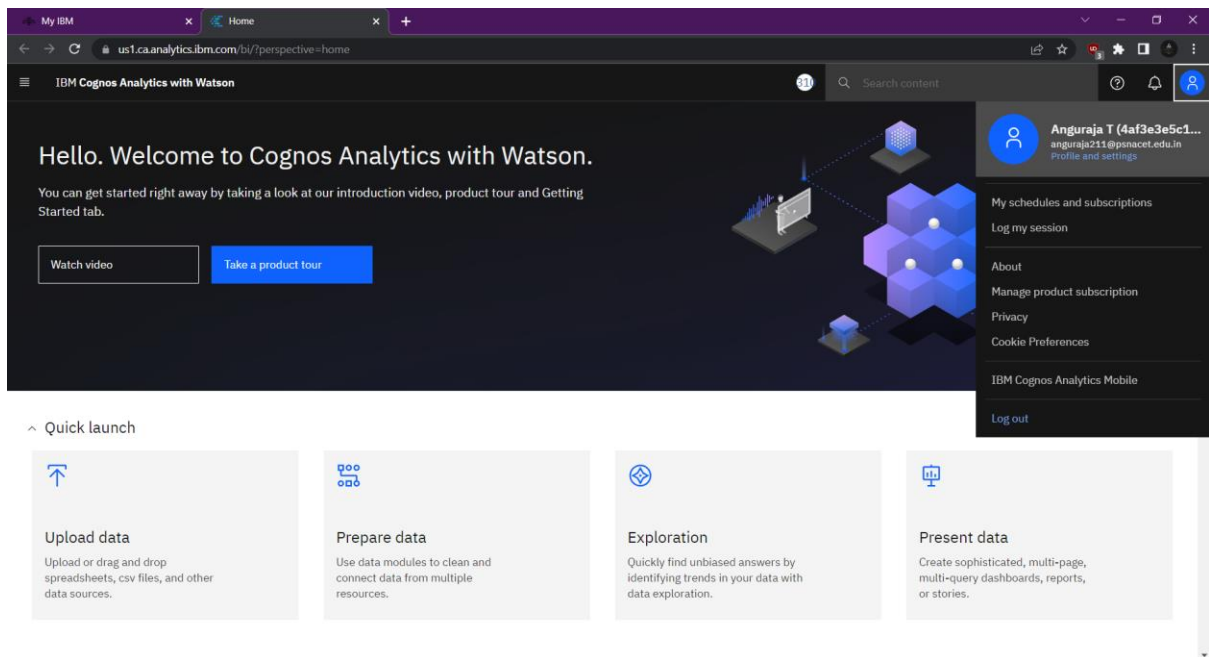 My IBM
Home
us1.ca.analytics.ibm.com/bi/?perspective=home
3
IBM Cognos Analytics with Watson
Search content
Hello. Welcome to Cognos Analytics with Watson.
You can get started right away by taking a look at our introduction video, product tour and Getting
Started tab.
Watch video
Take a product tour
Anguraja T (4af3e3e5c1...
anguraja211@psnacet.edu.in
Profile and settings
My schedules and subscriptions
Log my session
About
Manage product subscription
Privacy
Cookie Preferences
IBM Cognos Analytics Mobile
Log out
Quick launch
Upload data
Upload or drag and drop
spreadsheets, csv files, and other
data sources.
Prepare data
Use data modules to clean and
connect data from multiple
resources.
Exploration
Quickly find unbiased answers by
identifying trends in your data with
data exploration.
Present data
Create sophisticated, multi-page,
multi-query dashboards, reports,
or stories.